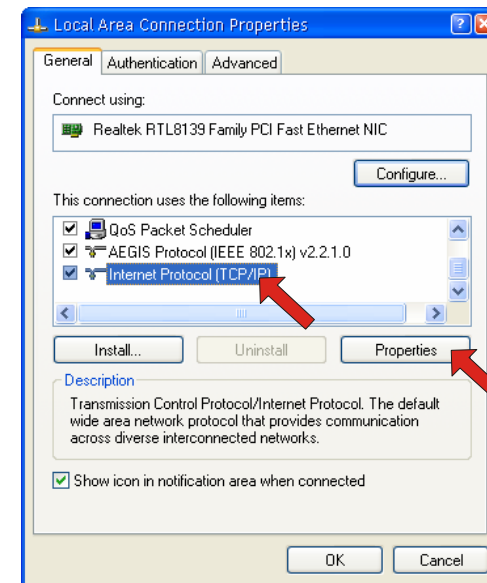 Local Area Connection Properties
General Authentication Advanced
Connect using:
Realtek RTL8139 Family PCI Fast Ethernet NIC
Configure...
This connection uses the following items:
QoS Packet Scheduler
AEGIS Protocol (IEEE 802.1x) v2.2.1.0
Internet Protocol (TCP/IP)
Install... Uninstall Properties
Description
Transmission Control Protocol/Internet Protocol. The default
wide area network protocol that provides communication
across diverse interconnected networks.
Show icon in notification area when connected
OK Cancel